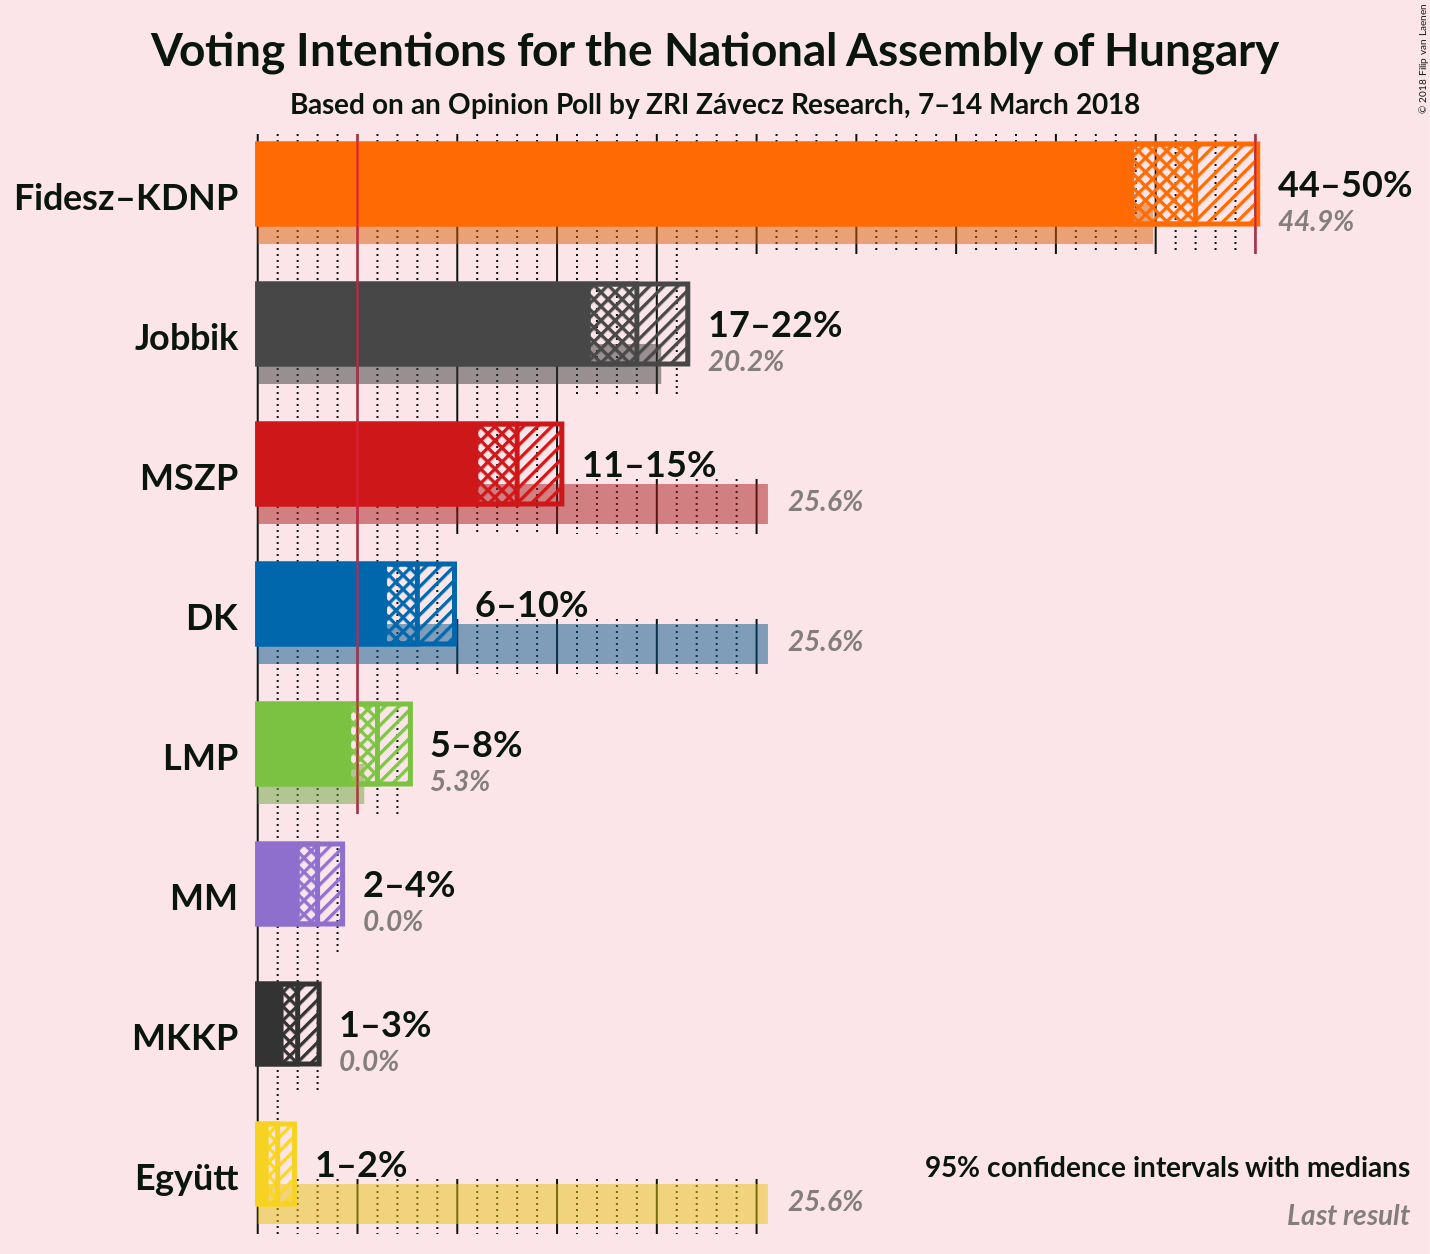 Voting Intentions for the National Assembly of Hungary
Based on an Opinion Poll by ZRI Závecz Research, 7–14 March 2018
© 2018 Filip van Laenen
Fidesz–KDNP
44–50%
44.9%
Jobbik
17–22%
20.2%
MSZP
11–15%
25.6%
DK
6–10%
25.6%
LMP
5–8%
5.3%
MM
2–4%
0.0%
MKKP
1–3%
0.0%
Együtt
1–2%
25.6%
95% confidence intervals with medians
Last result